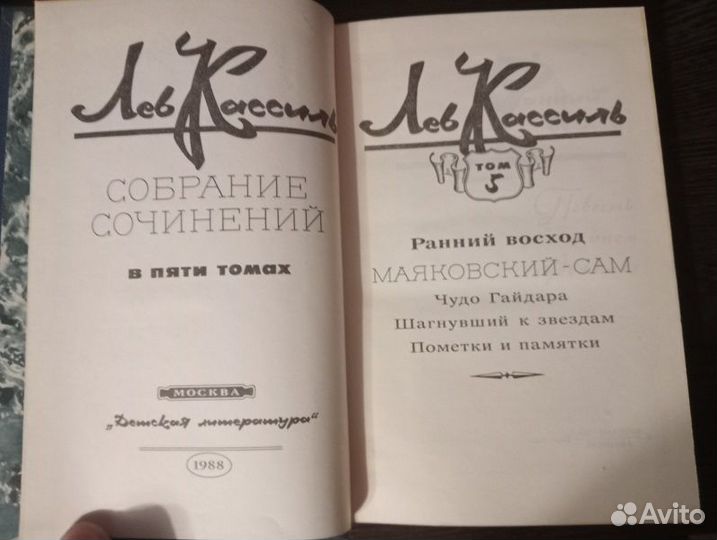 Лев Кассиль
СОБРАНИЕ
СОЧИНЕНИЙ
В ПЯТИ ТОМАХ
МОСКВА
„Детская литература“
1988
Лев Кассиль
ТОМ
5
Ранний восход
МАЯКОВСКИЙ-САМ
Чудо Гайдара
Шагнувший к звездам
Пометки и памятки
Avito